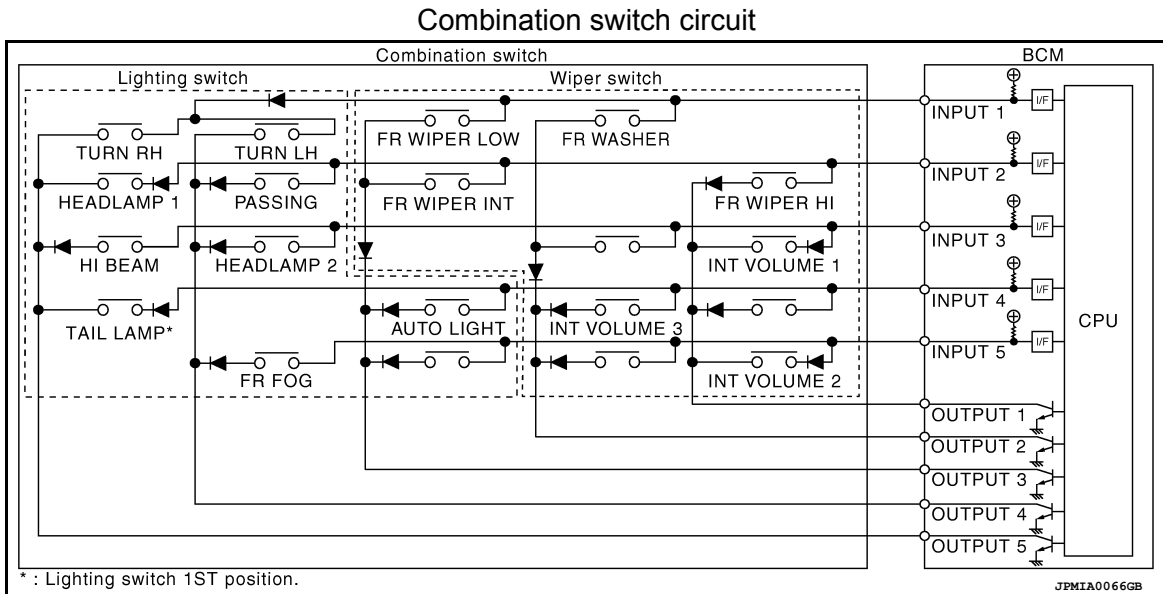 Combination switch circuit
Combination switch
BCM
Lighting switch
Wiper switch
INPUT 1
I/F
TURN RH
TURN LH
FR WIPER LOW
FR WASHER
INPUT 2
I/F
HEADLAMP 1
PASSING
FR WIPER INT
FR WIPER HI
INPUT 3
I/F
HI BEAM
HEADLAMP 2
INT VOLUME 1
INPUT 4
I/F
TAIL LAMP*
AUTO LIGHT
INT VOLUME 3
CPU
INPUT 5
I/F
FR FOG
INT VOLUME 2
OUTPUT 1
OUTPUT 2
OUTPUT 3
OUTPUT 4
OUTPUT 5
* : Lighting switch 1ST position.
JPMIA0066GB